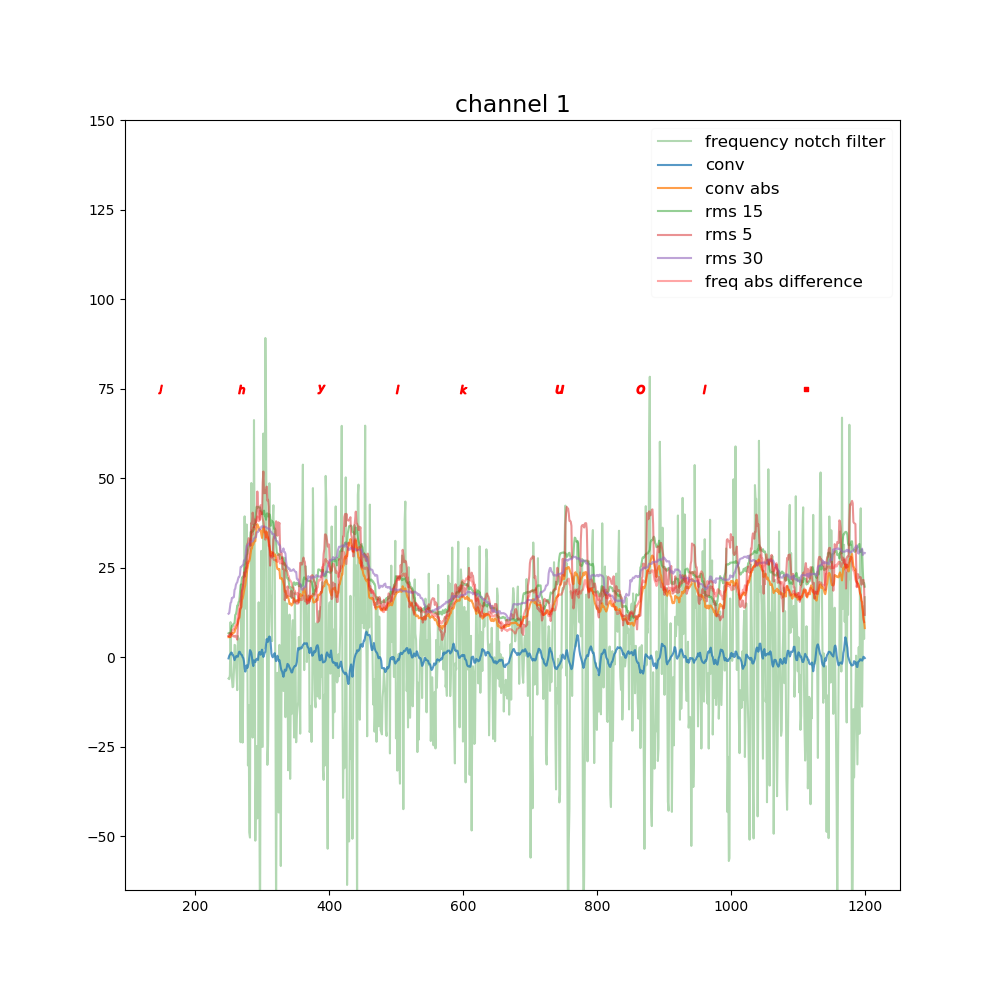 channel 1
150
125
100
75
50
25
0
−25
−50
frequency notch filter
conv
conv abs
rms 15
rms 5
rms 30
freq abs difference
j h y l k u o l .
200 400 600 800 1000 1200